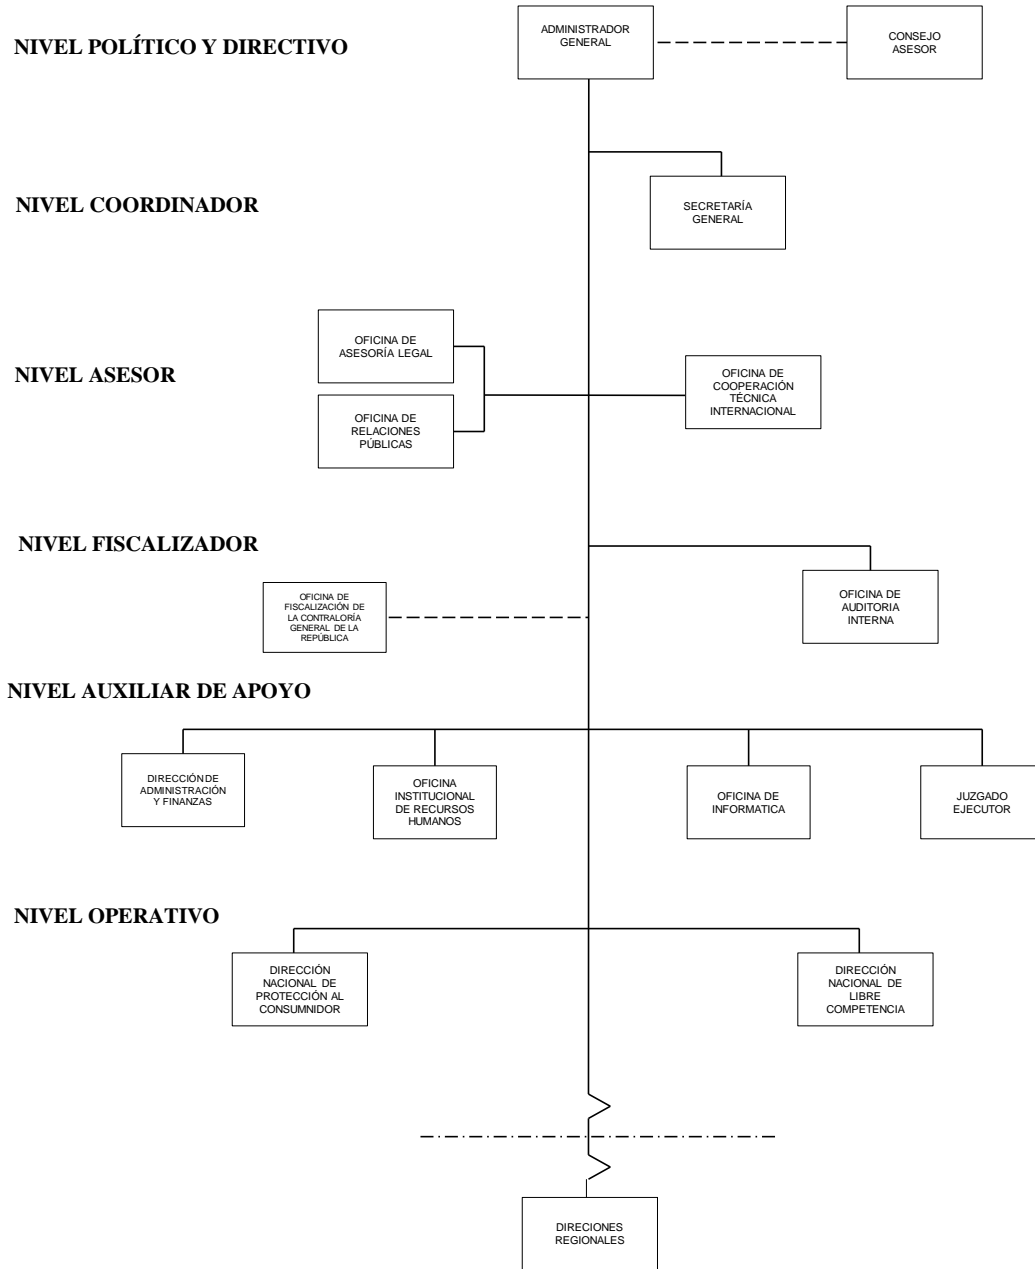 NIVEL POLÍTICO Y DIRECTIVO
ADMINISTRADOR
GENERAL
CONSEJO
ASESOR
NIVEL COORDINADOR
SECRETARÍA
GENERAL
NIVEL ASESOR
OFICINA DE
ASESORÍA LEGAL
OFICINA DE
RELACIONES
PÚBLICAS
OFICINA DE
COOPERACIÓN
TÉCNICA
INTERNACIONAL
NIVEL FISCALIZADOR
OFICINA DE
FISCALIZACIÓN DE
LA CONTRALORÍA
GENERAL DE LA
REPÚBLICA
OFICINA DE
AUDITORIA
INTERNA
NIVEL AUXILIAR DE APOYO
DIRECCIÓN DE
ADMINISTRACIÓN
Y FINANZAS
OFICINA
INSTITUCIONAL
DE RECURSOS
HUMANOS
OFICINA DE
INFORMATICA
JUZGADO
EJECUTOR
NIVEL OPERATIVO
DIRECCIÓN
NACIONAL DE
PROTECCIÓN AL
CONSUMNIDOR
DIRECCIÓN
NACIONAL DE
LIBRE
COMPETENCIA
DIRECIONES
REGIONALES